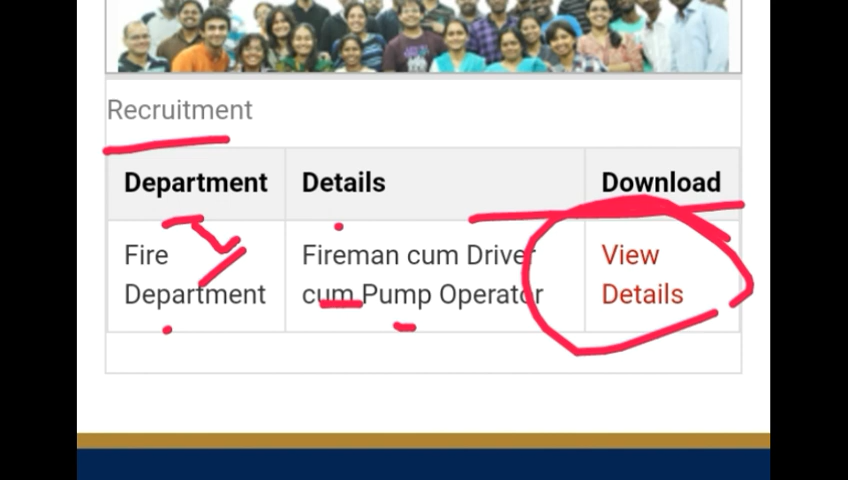 Recruitment
Department Details Download
Fire Department Fireman cum Driver cum Pump Operator View Details